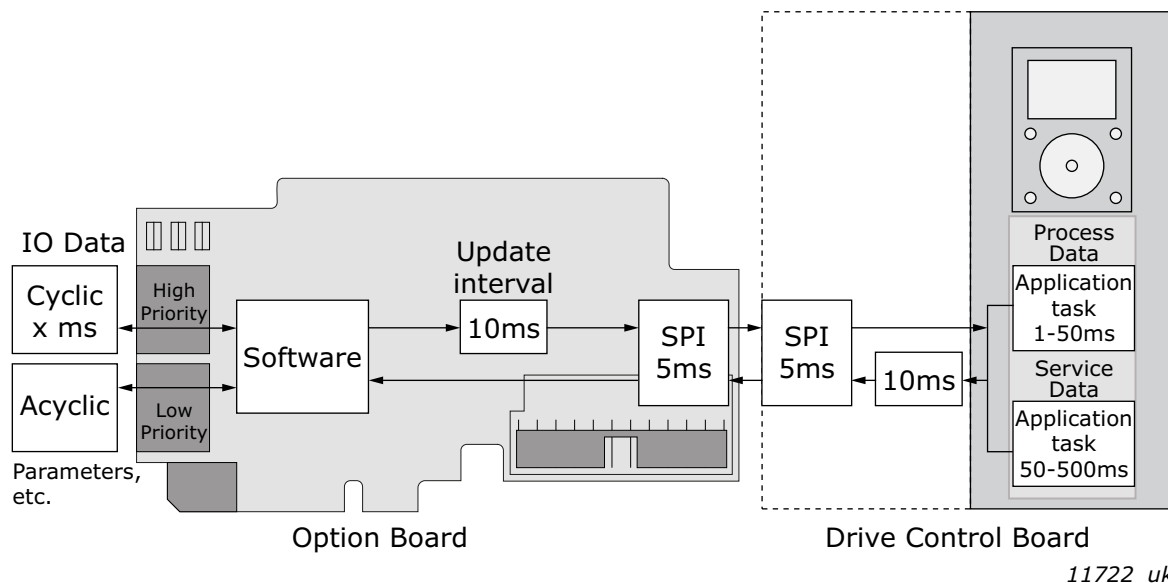 IO Data
Cyclic
x ms
High
Priority
Acyclic
Low
Priority
Parameters,
etc.
Software
Update
interval
10ms
SPI
5ms
SPI
5ms
10ms
Process
Data
Application
task
1-50ms
Service
Data
Application
task
50-500ms
Option Board
Drive Control Board
11722_uk